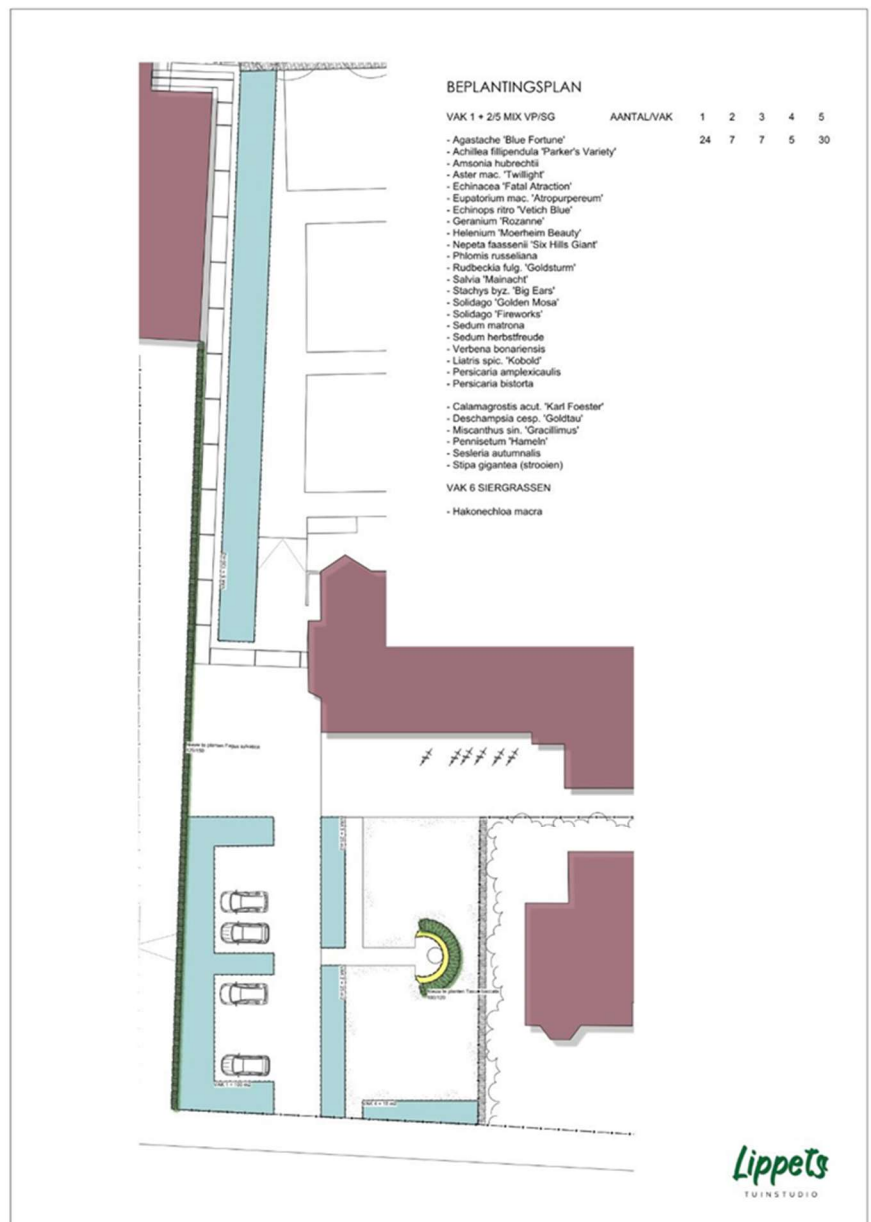 BEPLANTINGSPLAN
VAK 1 + 2/5 MIX VP/SG AANTAL/VAK 1 2 3 4 5
- Agastache 'Blue Fortune' 24 7 7 5 30
- Achillea fillipendula 'Parker's Variety'
- Amsonia hubrechtii
- Aster mac. 'Twillight'
- Echinacea 'Fatal Atraction'
- Eupatorium mac. 'Atropurpereum'
- Echinops ritro 'Vetich Blue'
- Geranium 'Rozanne'
- Helenium 'Moerheim Beauty'
- Nepeta faassenii 'Six Hills Giant'
- Phlomis russeliana
- Rudbeckia fulg. 'Goldsturm'
- Salvia 'Mainacht'
- Stachys byz. 'Big Ears'
- Solidago 'Golden Mosa'
- Solidago 'Fireworks'
- Sedum matrona
- Sedum herbstfreude
- Verbena bonariensis
- Liatris spic. 'Kobold'
- Persicaria amplexicaulis
- Persicaria bistorta
- Calamagrostis acut. 'Karl Foester'
- Deschampsia cesp. 'Goldtau'
- Miscanthus sin. 'Gracillimus'
- Pennisetum 'Hameln'
- Sesleria autumnalis
- Stipa gigantea (strooien)
VAK 6 SIERGRASSEN
- Hakonechloa macra
Lippets
TUINSTUDIO